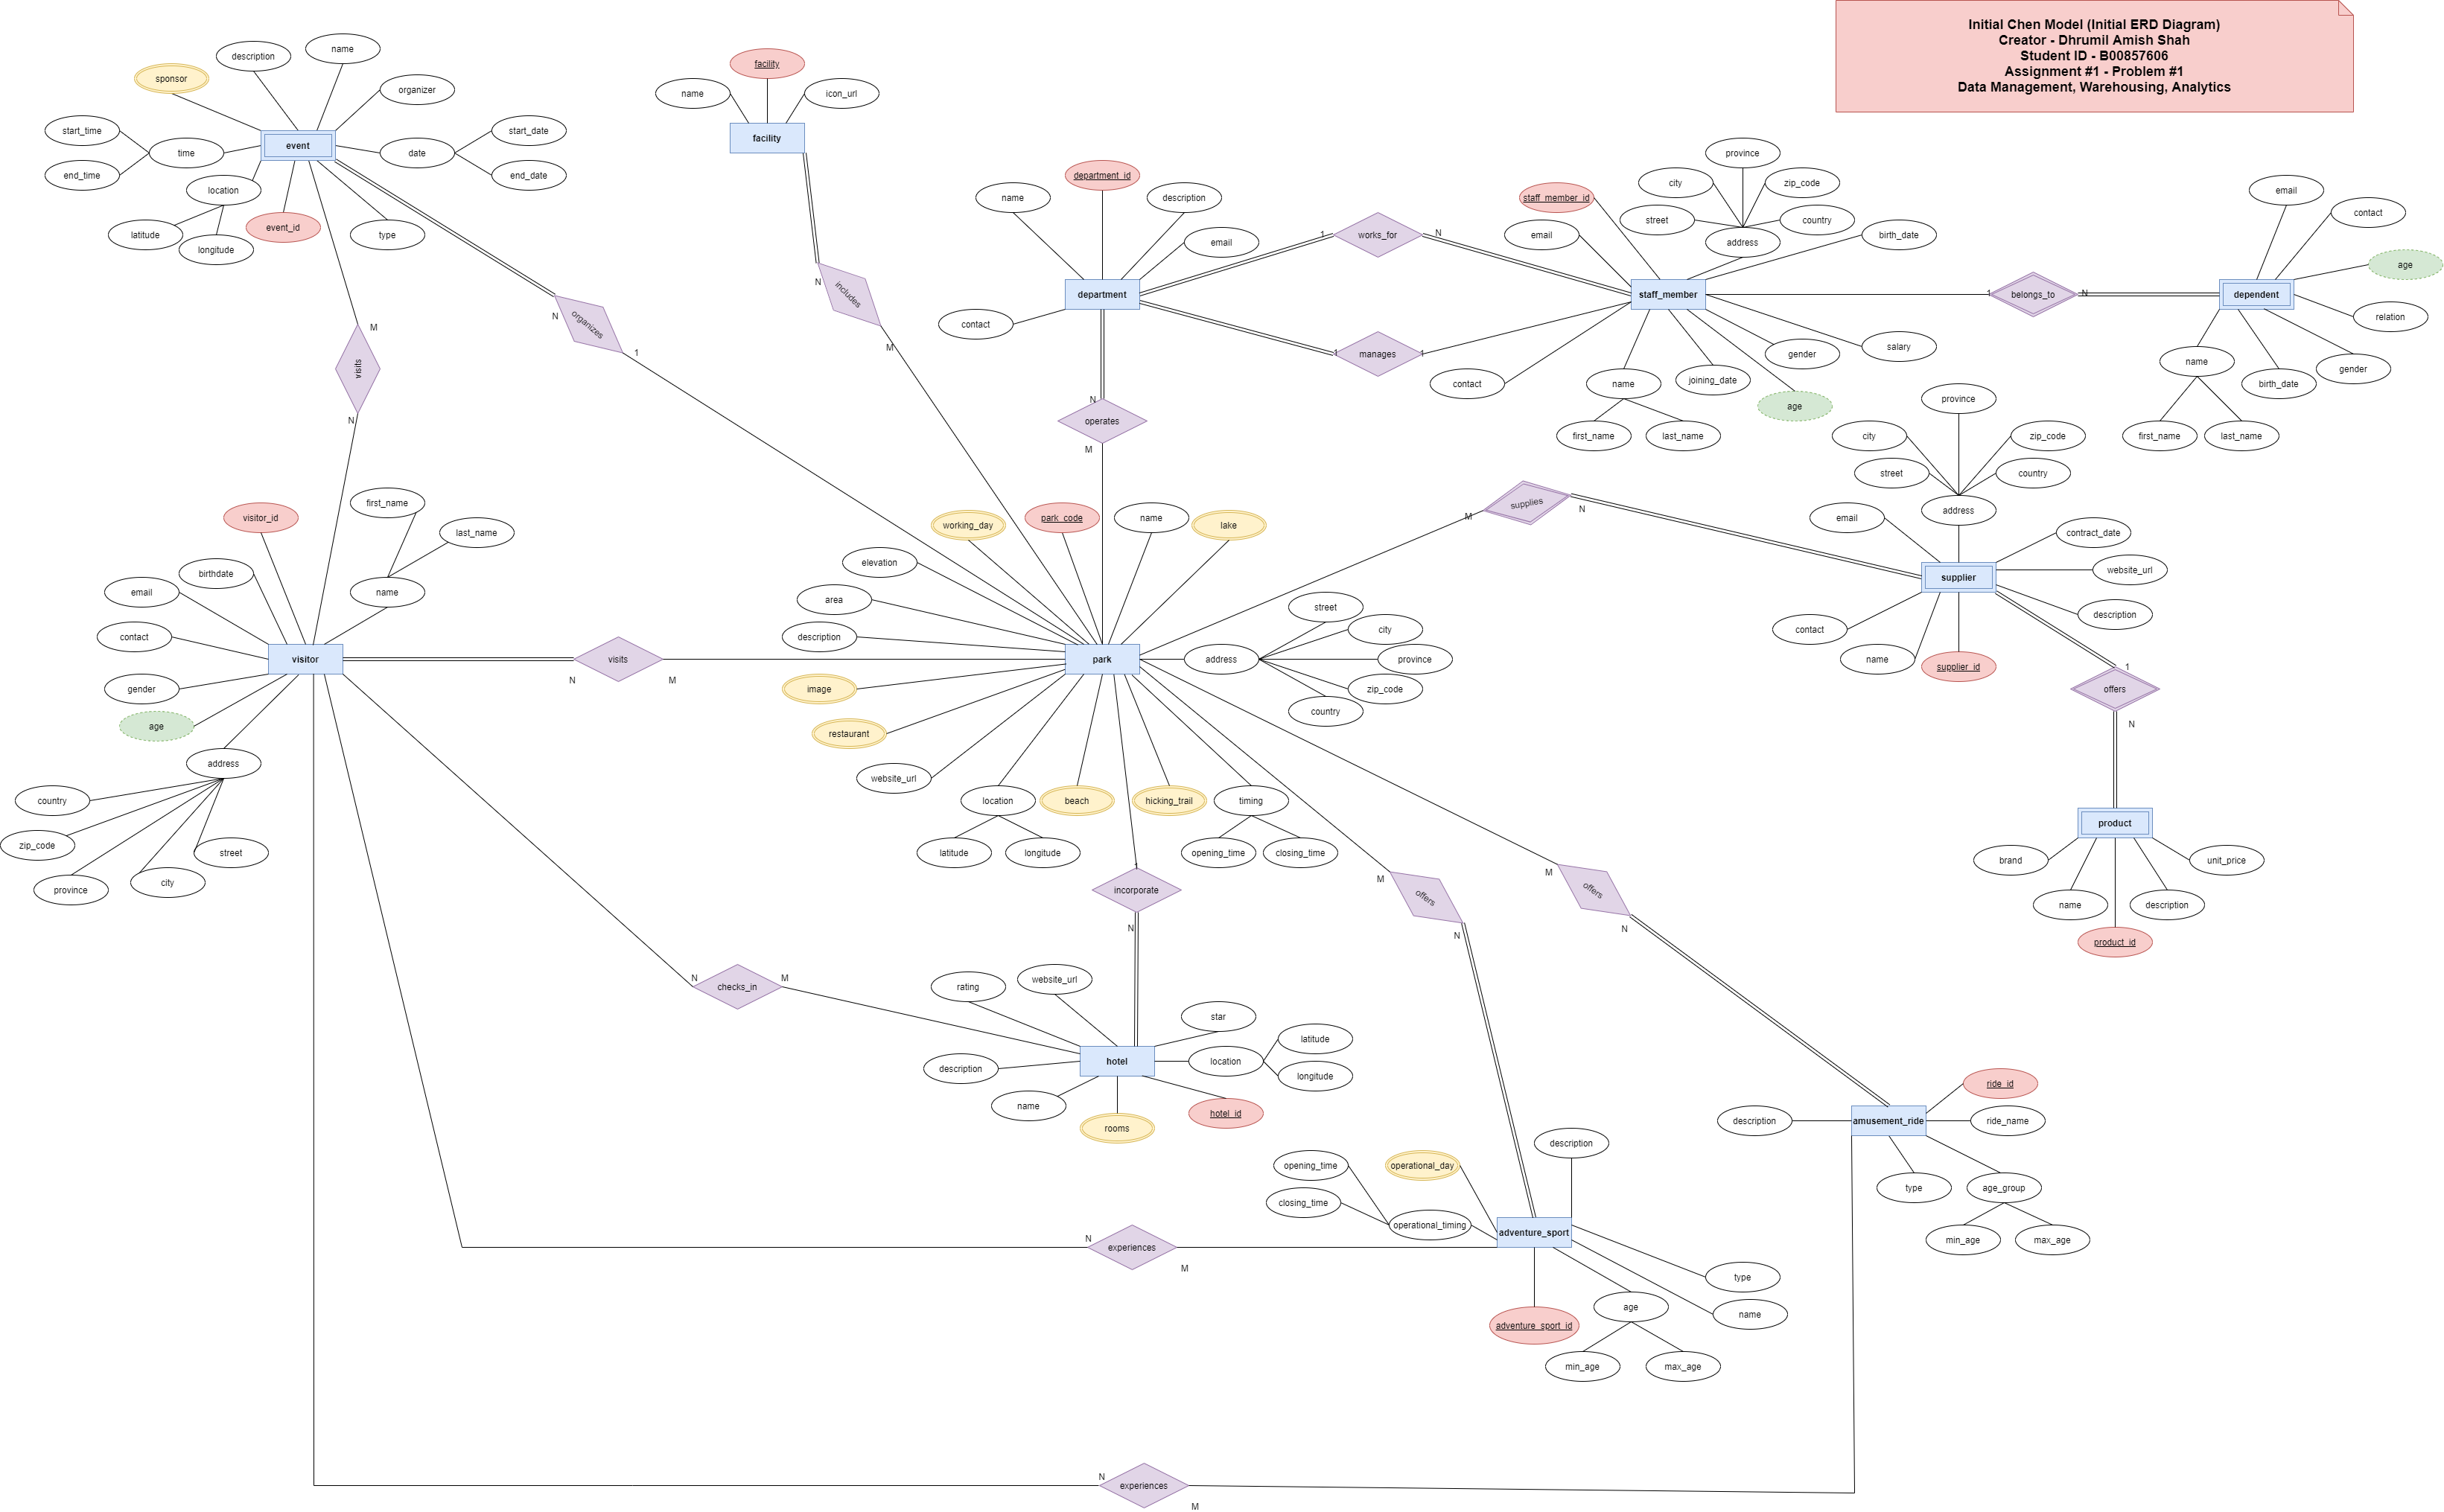 Initial Chen Model (Initial ERD Diagram)
Creator - Dhrumil Amish Shah
Student ID - B00857606
Assignment #1 - Problem #1
Data Management, Warehousing, Analytics
sponsor
description
name
organizer
start_time
end_time
time
event
date
start_date
end_date
location
latitude
longitude
event_id
type
facility
name
icon_url
facility
N
includes
M
N
organizes
1
M
visits
N
department_id
name
description
email
contact
department
1
works_for
N
1
manages
1
N
operates
M
staff_member_id
email
city
province
zip_code
street
country
address
birth_date
staff_member
contact
name
first_name
last_name
joining_date
gender
age
salary
1
belongs_to
N
email
contact
age
dependent
relation
name
first_name
last_name
birth_date
gender
visitor_id
first_name
last_name
birthdate
name
email
contact
visitor
gender
age
address
country
zip_code
province
city
street
N
visits
M
working_day
park_code
name
lake
elevation
area
description
park
image
restaurant
website_url
location
latitude
longitude
beach
hicking_trail
timing
opening_time
closing_time
address
street
city
province
zip_code
country
M
supplies
N
province
city
zip_code
street
country
address
email
contract_date
website_url
supplier
description
contact
name
supplier_id
1
offers
N
product
brand
name
product_id
description
unit_price
1
incorporate
N
N
checks_in
M
rating
website_url
star
hotel
location
latitude
longitude
description
name
rooms
hotel_id
M
offers
N
M
offers
N
ride_id
description
amusement_ride
ride_name
type
age_group
min_age
max_age
description
operational_day
opening_time
closing_time
operational_timing
adventure_sport
type
name
age
min_age
max_age
adventure_sport_id
N
experiences
M
N
experiences
M